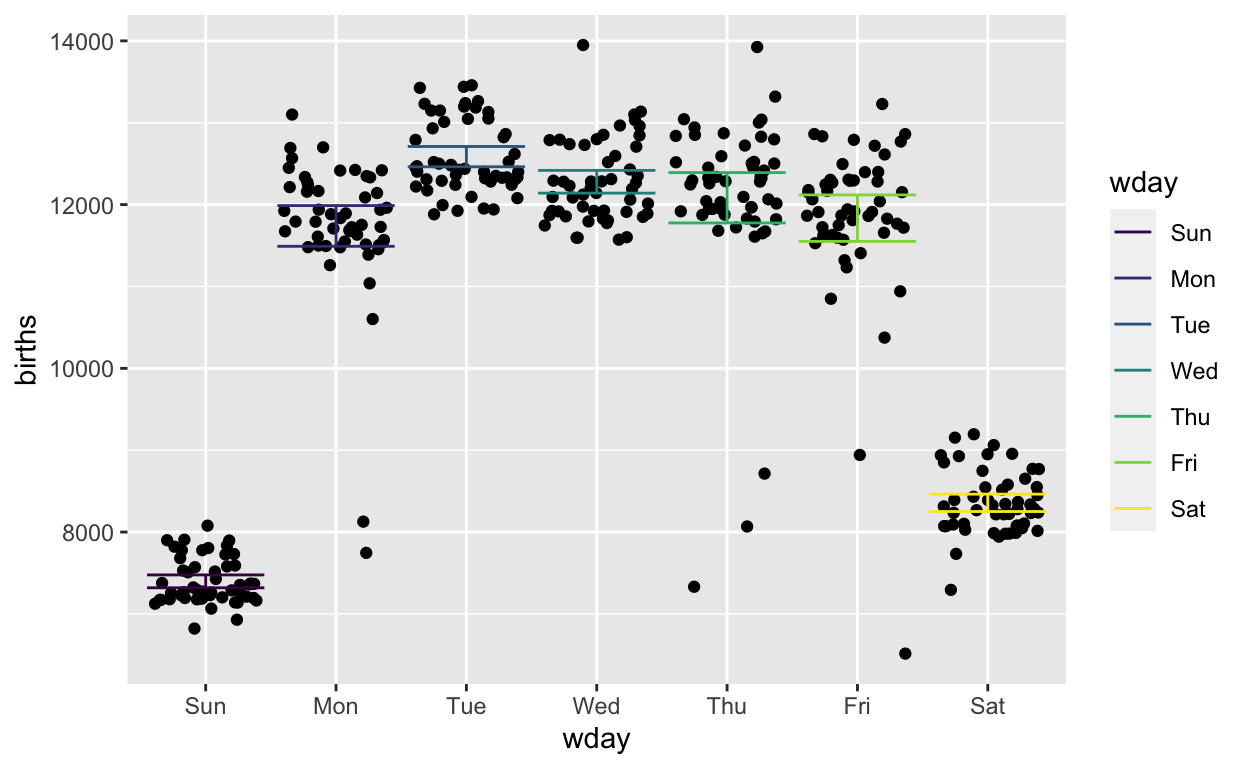 14000
12000
10000
8000
births
Sun Mon Tue Wed Thu Fri Sat
wday
wday
Sun
Mon
Tue
Wed
Thu
Fri
Sat